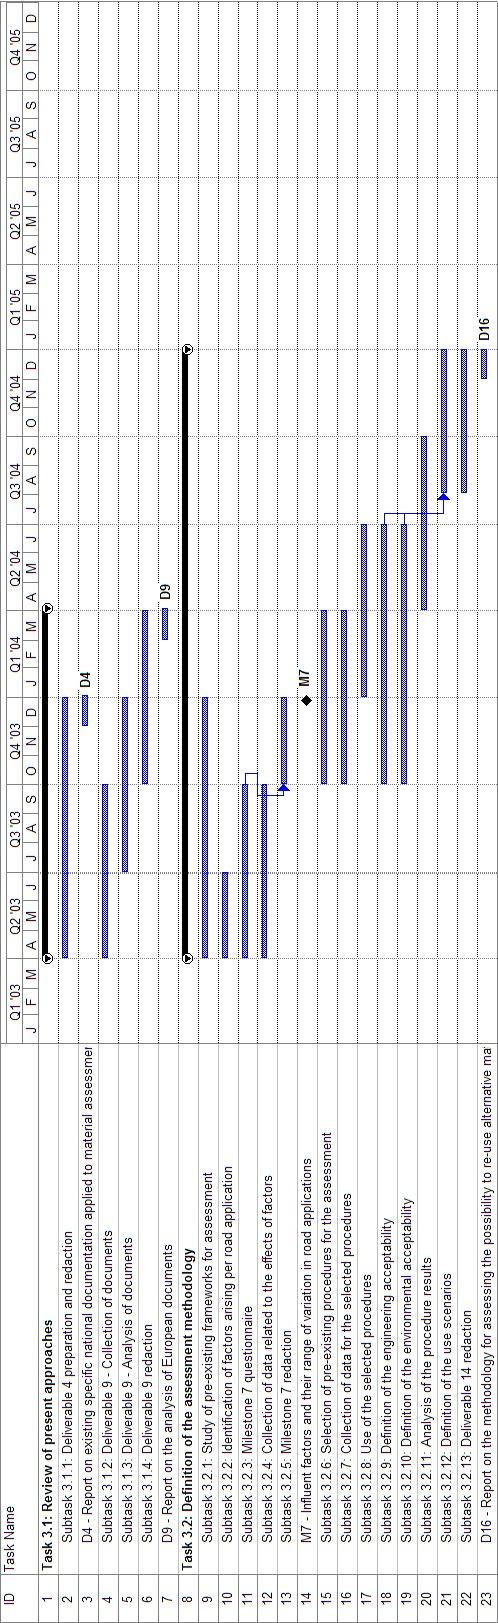 ID Task Name Q1 '03 Q2 '03 Q3 '03 Q4 '03 Q1 '04 Q2 '04 Q3 '04 Q4 '04 Q1 '05 Q2 '05 Q3 '05 Q4 '05
J F M A M J J A S O N D J F M A M J J A S O N D J F M A M J J A S O N D
1 Task 3.1: Review of present approaches
2 Subtask 3.1.1: Deliverable 4 preparation and redaction
3 D4 - Report on existing specific national documentation applied to material assessmer D4
4 Subtask 3.1.2: Deliverable 9 - Collection of documents
5 Subtask 3.1.3: Deliverable 9 - Analysis of documents
6 Subtask 3.1.4: Deliverable 9 redaction
7 D9 - Report on the analysis of European documents D9
8 Task 3.2: Definition of the assessment methodology
9 Subtask 3.2.1: Study of pre-existing frameworks for assessment
10 Subtask 3.2.2: Identification of factors arising per road application
11 Subtask 3.2.3: Milestone 7 questionnaire
12 Subtask 3.2.4: Collection of data related to the effects of factors
13 Subtask 3.2.5: Milestone 7 redaction
14 M7 - Influent factors and their range of variation in road applications M7
15 Subtask 3.2.6: Selection of pre-existing procedures for the assessment
16 Subtask 3.2.7: Collection of data for the selected procedures
17 Subtask 3.2.8: Use of the selected procedures
18 Subtask 3.2.9: Definition of the engineering acceptability
19 Subtask 3.2.10: Definition of the environmental acceptability
20 Subtask 3.2.11: Analysis of the procedure results
21 Subtask 3.2.12: Definition of the use scenarios
22 Subtask 3.2.13: Deliverable 14 redaction
23 D16 - Report on the methodology for assessing the possibility to re-use alternative ma D16